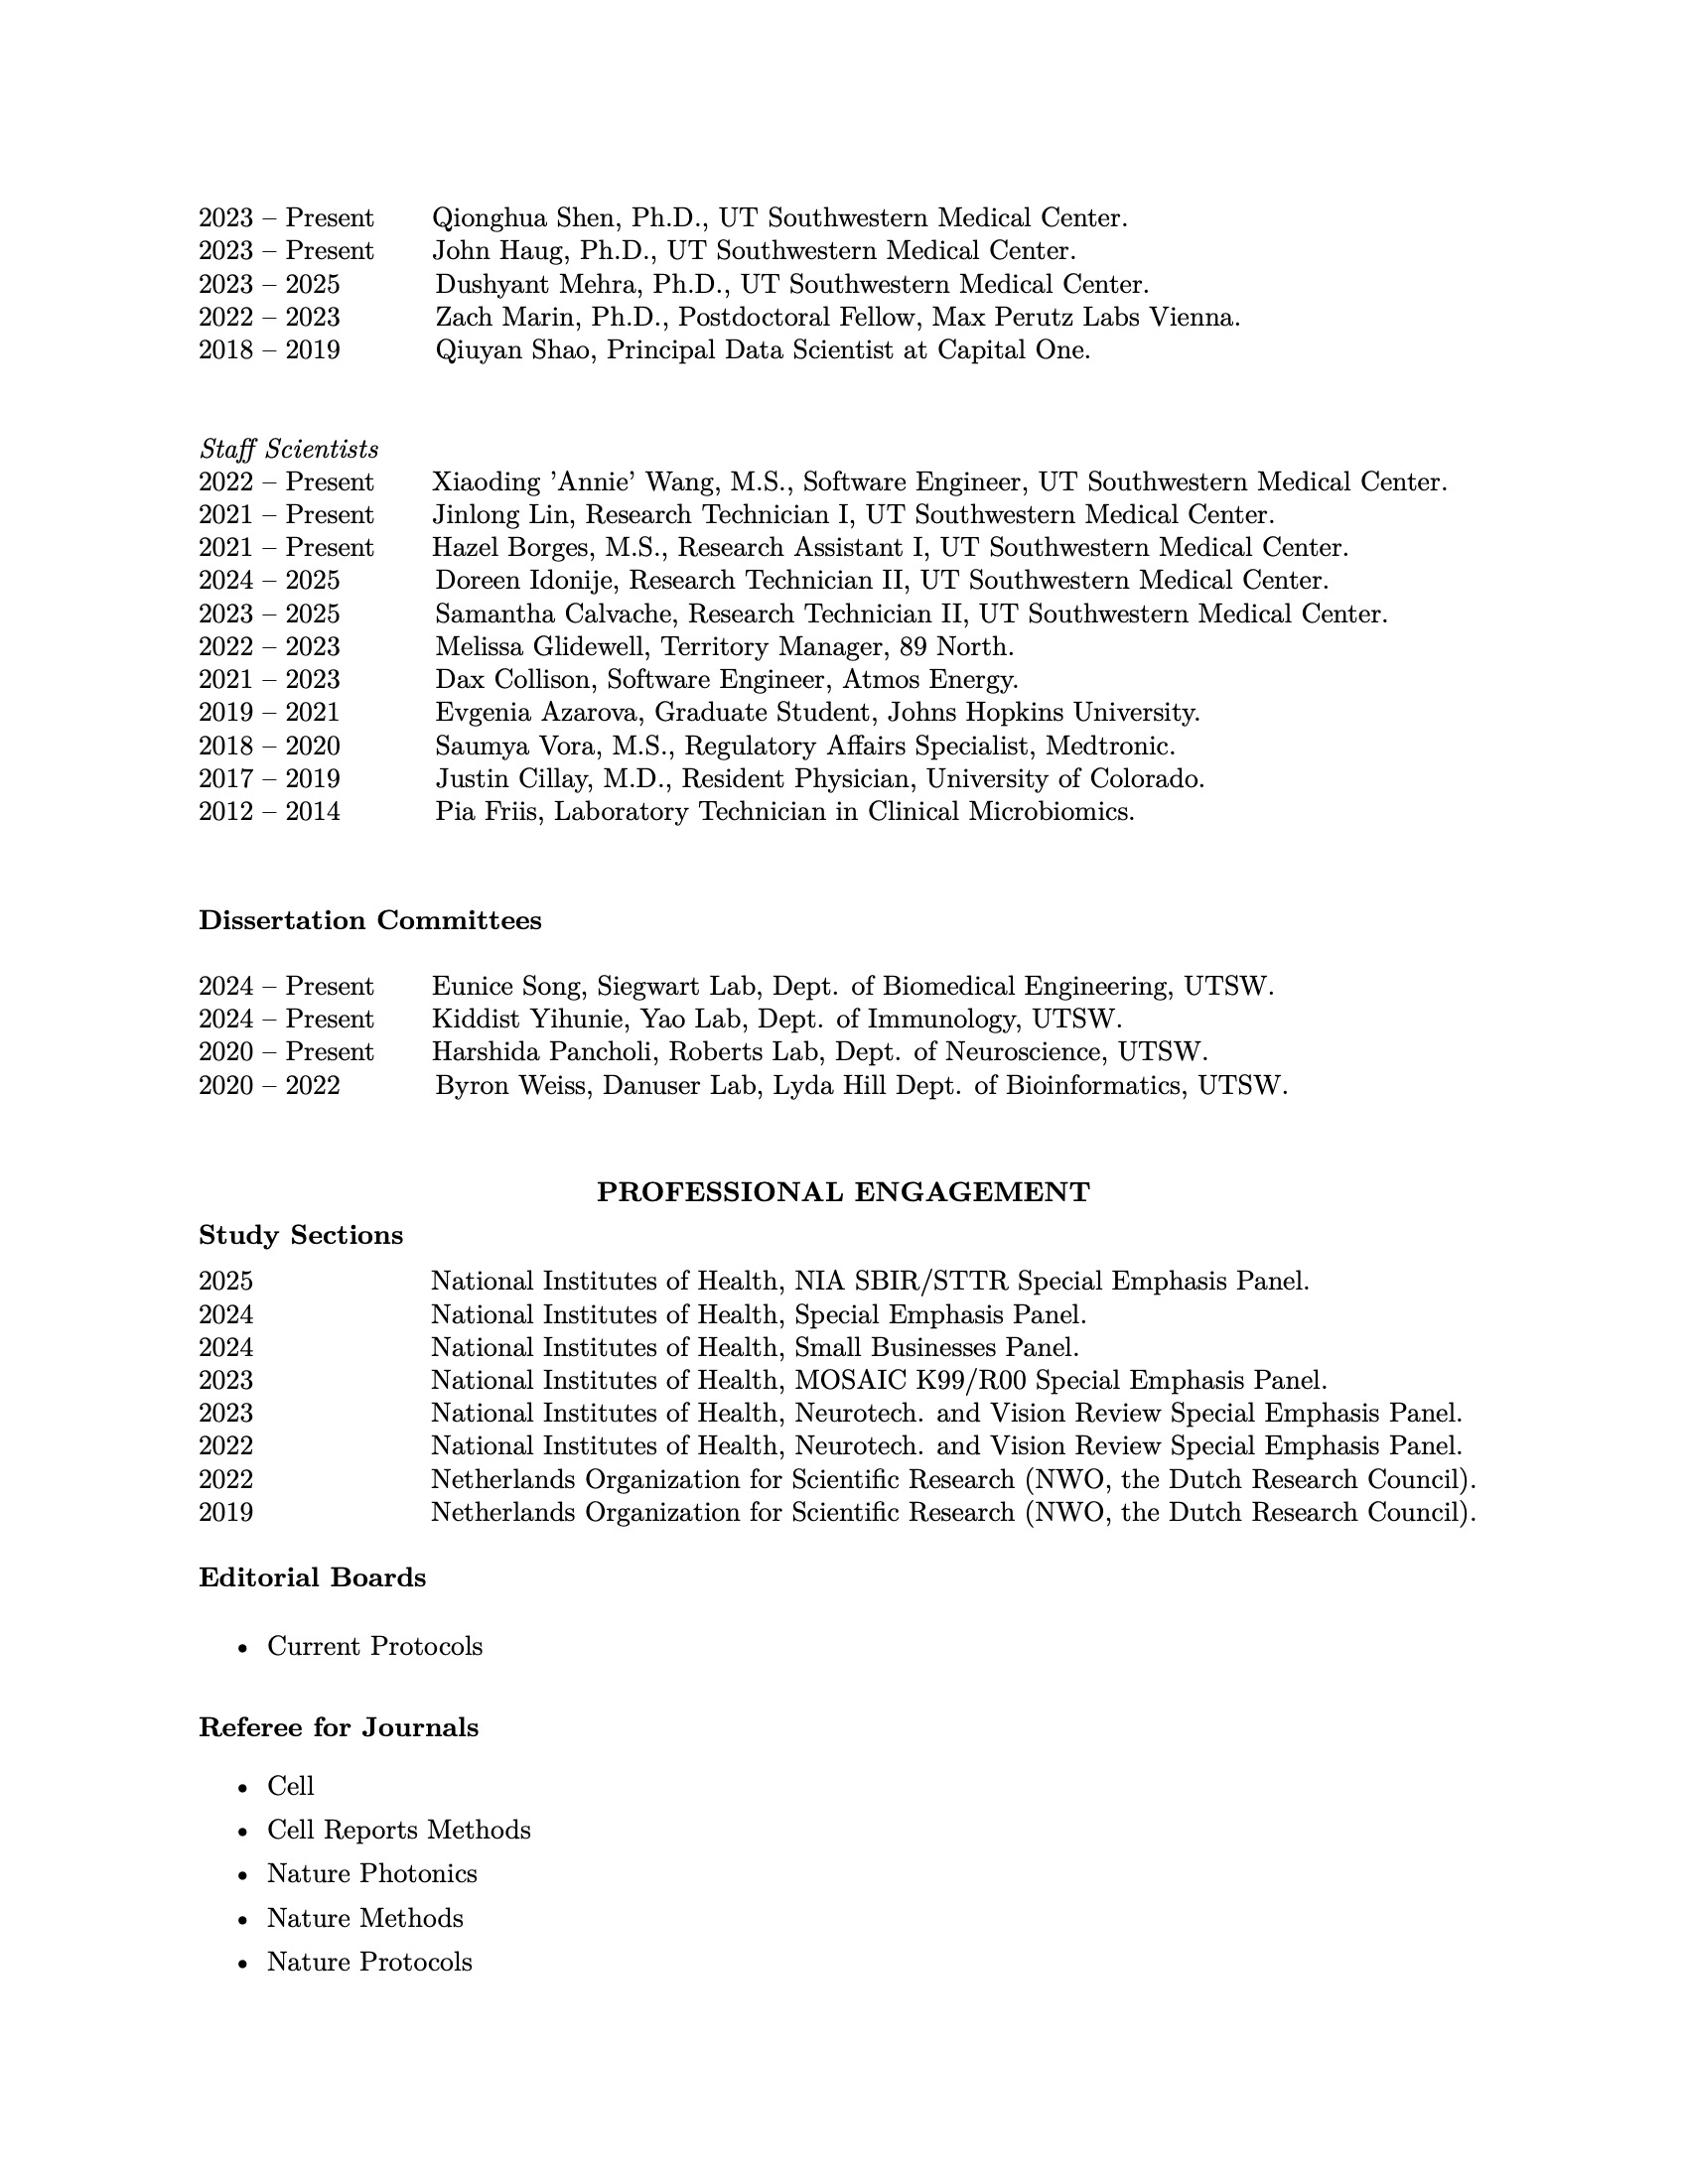 2023 – Present Qionghua Shen, Ph.D., UT Southwestern Medical Center.
2023 – Present John Haug, Ph.D., UT Southwestern Medical Center.
2023 – 2025 Dushyant Mehra, Ph.D., UT Southwestern Medical Center.
2022 – 2023 Zach Marin, Ph.D., Postdoctoral Fellow, Max Perutz Labs Vienna.
2018 – 2019 Qiuyan Shao, Principal Data Scientist at Capital One.
Staff Scientists
2022 – Present Xiaoding ’Annie’ Wang, M.S., Software Engineer, UT Southwestern Medical Center.
2021 – Present Jinlong Lin, Research Technician I, UT Southwestern Medical Center.
2021 – Present Hazel Borges, M.S., Research Assistant I, UT Southwestern Medical Center.
2024 – 2025 Doreen Idonije, Research Technician II, UT Southwestern Medical Center.
2023 – 2025 Samantha Calvache, Research Technician II, UT Southwestern Medical Center.
2022 – 2023 Melissa Glidewell, Territory Manager, 89 North.
2021 – 2023 Dax Collison, Software Engineer, Atmos Energy.
2019 – 2021 Evgenia Azarova, Graduate Student, Johns Hopkins University.
2018 – 2020 Saumya Vora, M.S., Regulatory Affairs Specialist, Medtronic.
2017 – 2019 Justin Cillay, M.D., Resident Physician, University of Colorado.
2012 – 2014 Pia Friis, Laboratory Technician in Clinical Microbiomics.
Dissertation Committees
2024 – Present Eunice Song, Siegwart Lab, Dept. of Biomedical Engineering, UTSW.
2024 – Present Kiddist Yihunie, Yao Lab, Dept. of Immunology, UTSW.
2020 – Present Harshida Pancholi, Roberts Lab, Dept. of Neuroscience, UTSW.
2020 – 2022 Byron Weiss, Danuser Lab, Lyda Hill Dept. of Bioinformatics, UTSW.
PROFESSIONAL ENGAGEMENT
Study Sections
2025 National Institutes of Health, NIA SBIR/STTR Special Emphasis Panel.
2024 National Institutes of Health, Special Emphasis Panel.
2024 National Institutes of Health, Small Businesses Panel.
2023 National Institutes of Health, MOSAIC K99/R00 Special Emphasis Panel.
2023 National Institutes of Health, Neurotech. and Vision Review Special Emphasis Panel.
2022 National Institutes of Health, Neurotech. and Vision Review Special Emphasis Panel.
2022 Netherlands Organization for Scientific Research (NWO, the Dutch Research Council).
2019 Netherlands Organization for Scientific Research (NWO, the Dutch Research Council).
Editorial Boards
• Current Protocols
Referee for Journals
• Cell
• Cell Reports Methods
• Nature Photonics
• Nature Methods
• Nature Protocols